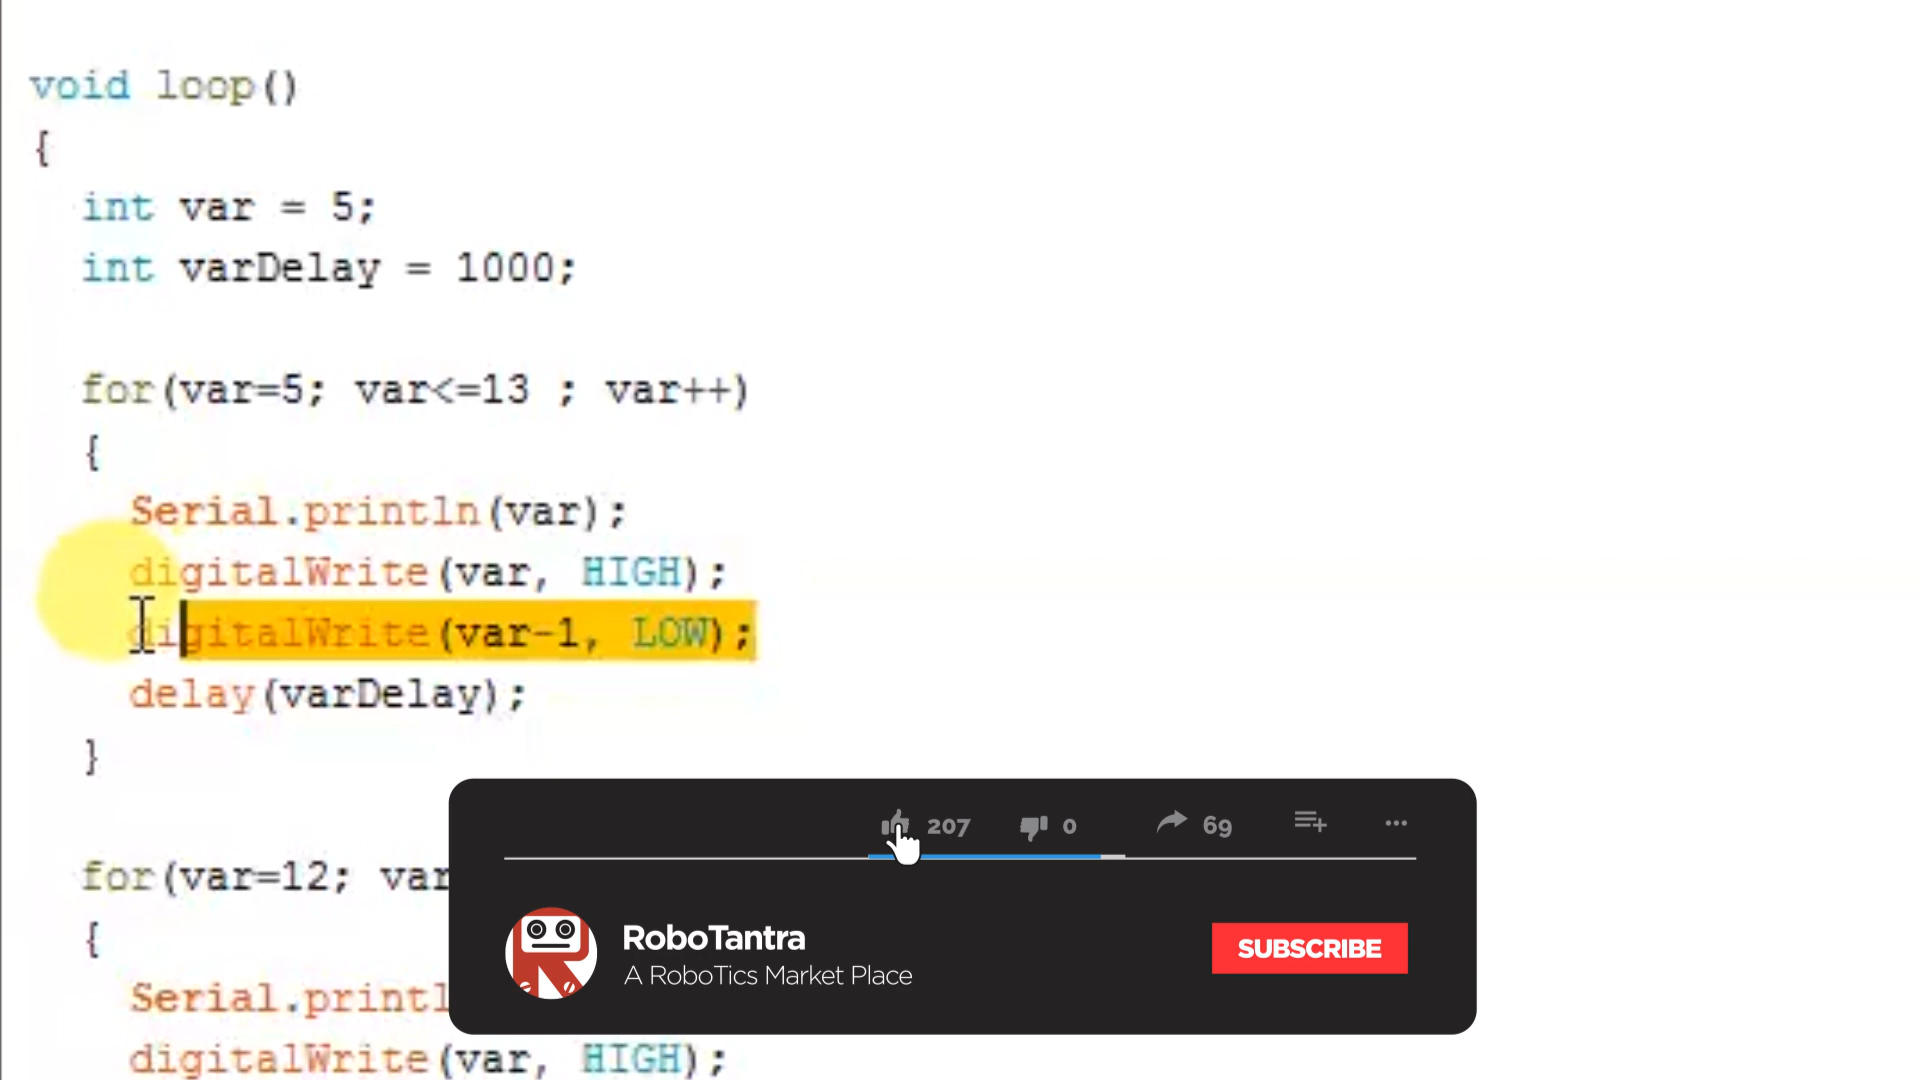 void loop()
{
int var = 5;
int varDelay = 1000;
for(var=5; var<=13 ; var++)
{
Serial.println(var);
digitalWrite(var, HIGH);
digitalWrite(var-1, LOW);
delay(varDelay);
}
207 0 69 ...
for(var=12; var
{
RoboTantra
SUBSCRIBE
A RoboTics Market Place
Serial.printl
digitalWrite(var, HIGH);